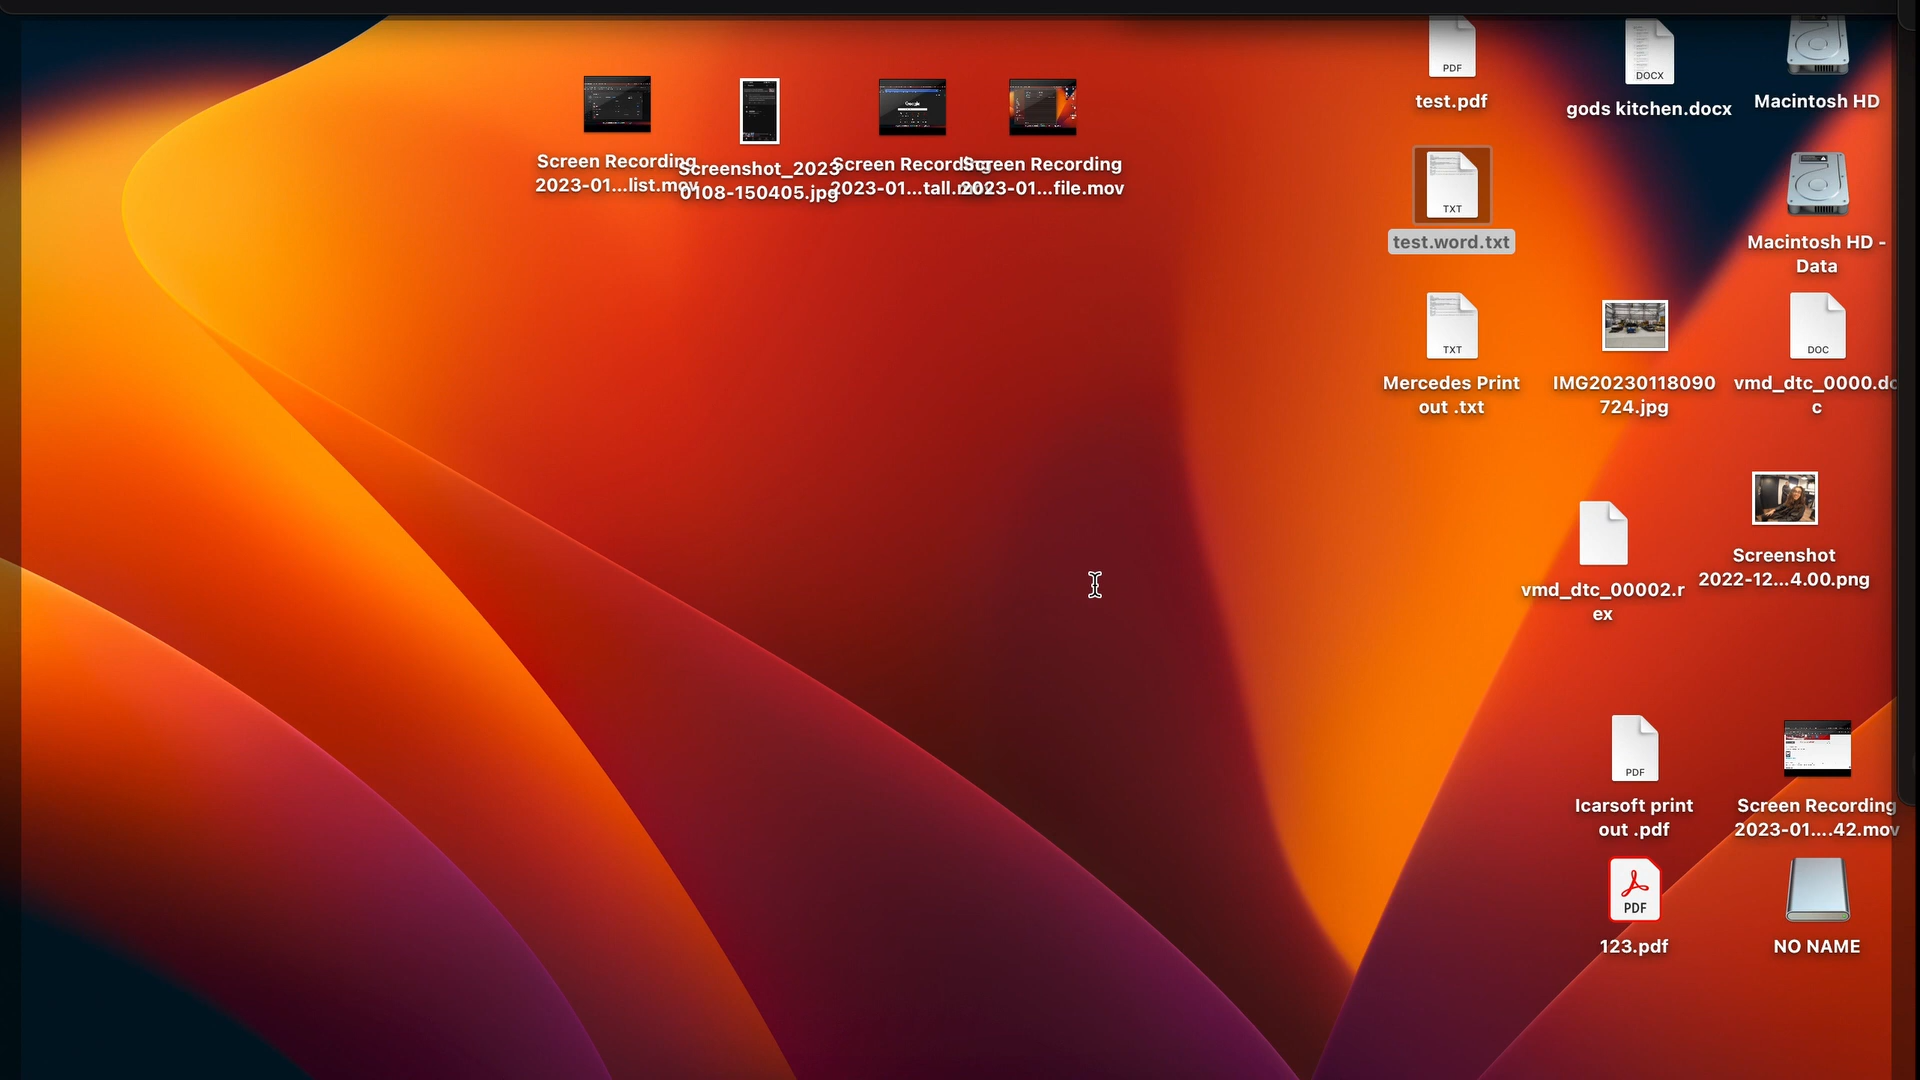 PDF
test.pdf
DOCX
gods kitchen.docx
Macintosh HD
Screen Recording
2023-01...list.mov
Screenshot_2023
0108-150405.jpg
Screen Recording
2023-01...tall.mov
Screen Recording
2023-01...file.mov
TXT
test.word.txt
Macintosh HD -
Data
TXT
Mercedes Print
out .txt
IMG20230118090
724.jpg
DOC
vmd_dtc_0000.do
c
vmd_dtc_00002.r
ex
Screenshot
2022-12...4.00.png
PDF
Icarsoft print
out .pdf
Screen Recording
2023-01....42.mov
PDF
123.pdf
NO NAME